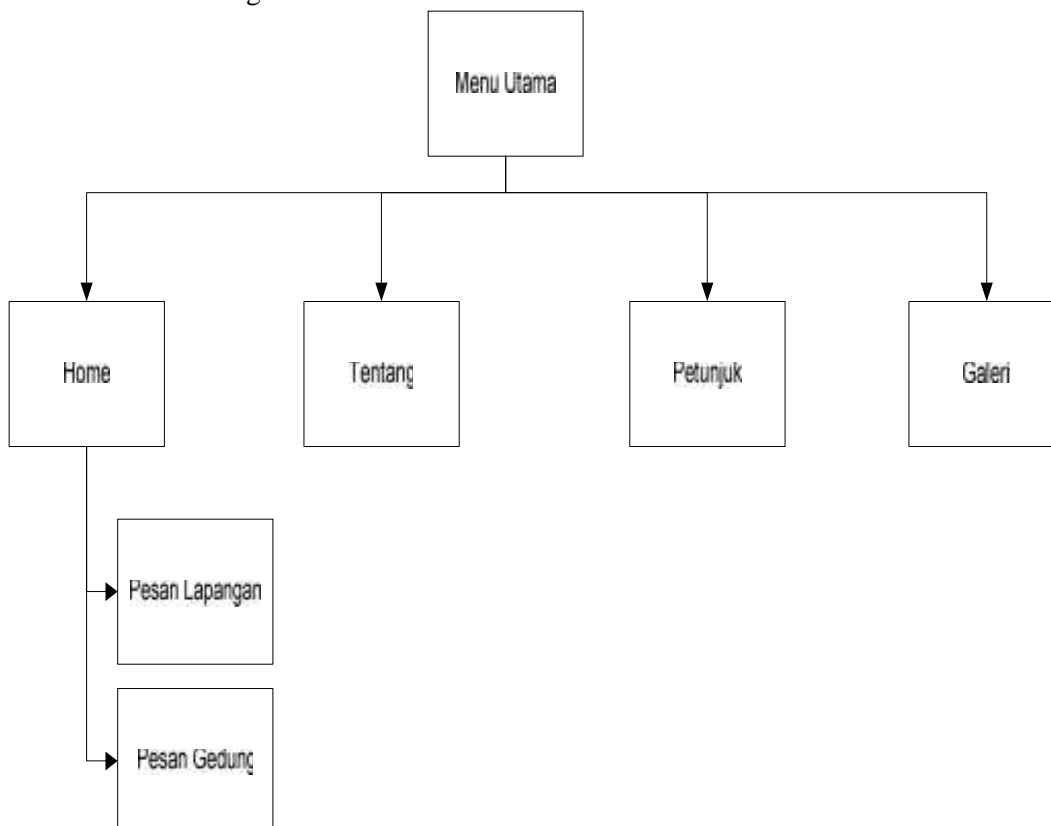 Menu Utama
Home
Tentang
Petunjuk
Galeri
Pesan Lapangan
Pesan Gedung